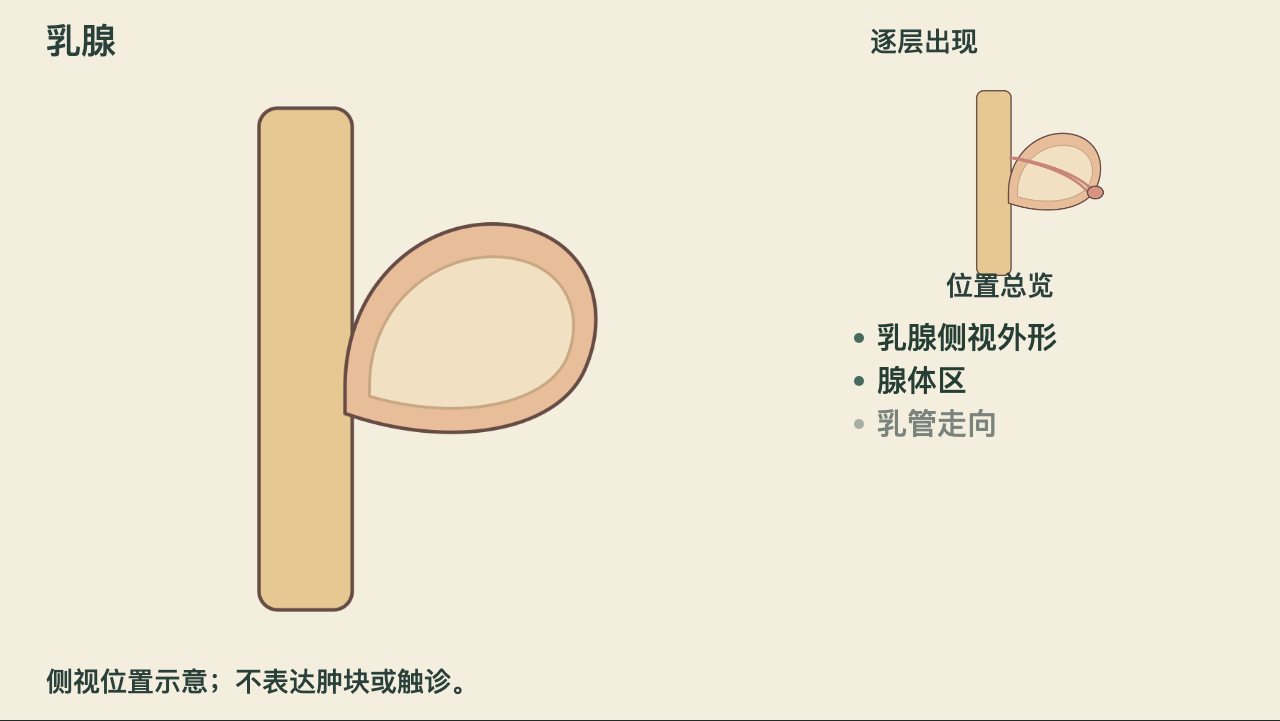 乳腺
逐层出现
位置总览
乳腺侧视外形
腺体区
乳管走向
侧视位置示意；不表达肿块或触诊。